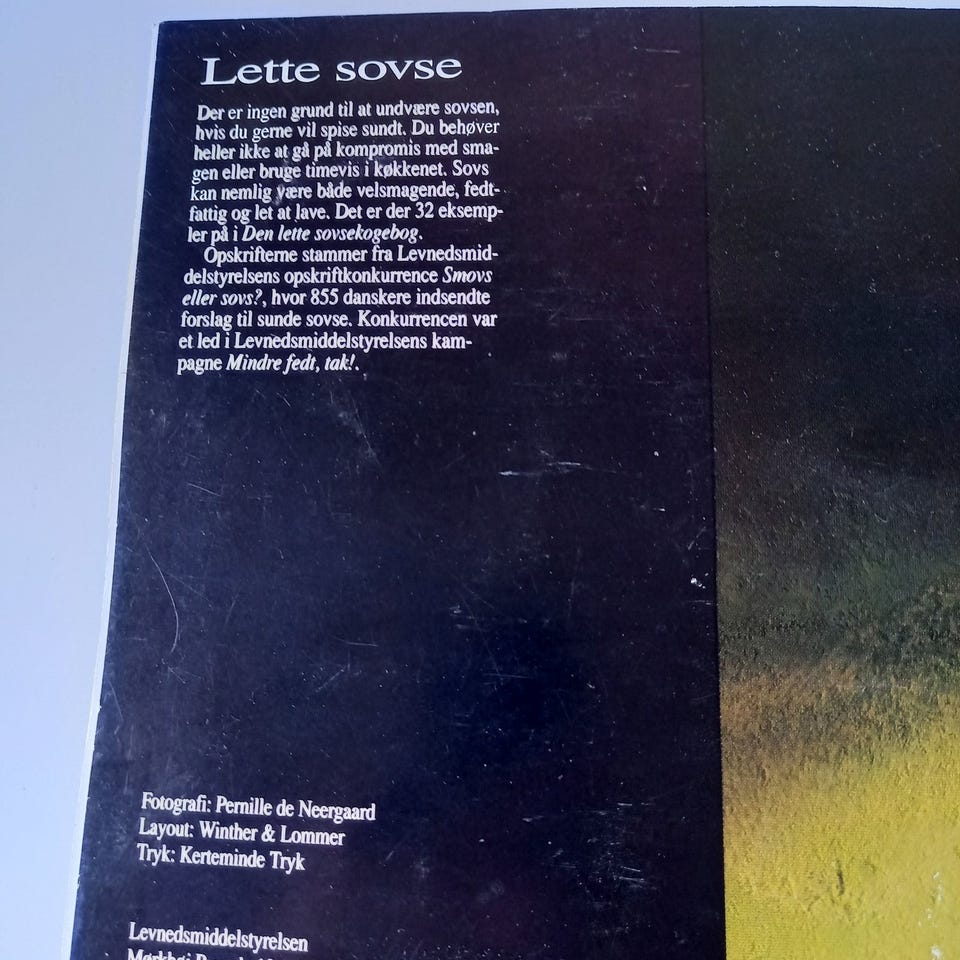 Lette sovse
Der er ingen grund til at undvære sovsen,
hvis du gerne vil spise sundt. Du behøver
heller ikke at gå på kompromis med sma-
gen eller bruge timevis i køkkenet. Sovs
kan nemlig være både velsmagende, fedt-
fattig og let at lave. Det er der 32 eksemp-
ler på i Den lette sovsekogebog.
Opskrifterne stammer fra Levnedsmid-
delstyrelsens opskriftkonkurrence Smovs
eller sovs?, hvor 855 danskere indsendte
forslag til sunde sovse. Konkurrencen var
et led i Levnedsmiddelstyrelsens kam-
pagne Mindre fedt, tak!.
Fotografi: Pernille de Neergaard
Layout: Winther & Lommer
Tryk: Kerteminde Tryk
Levnedsmiddelstyrelsen